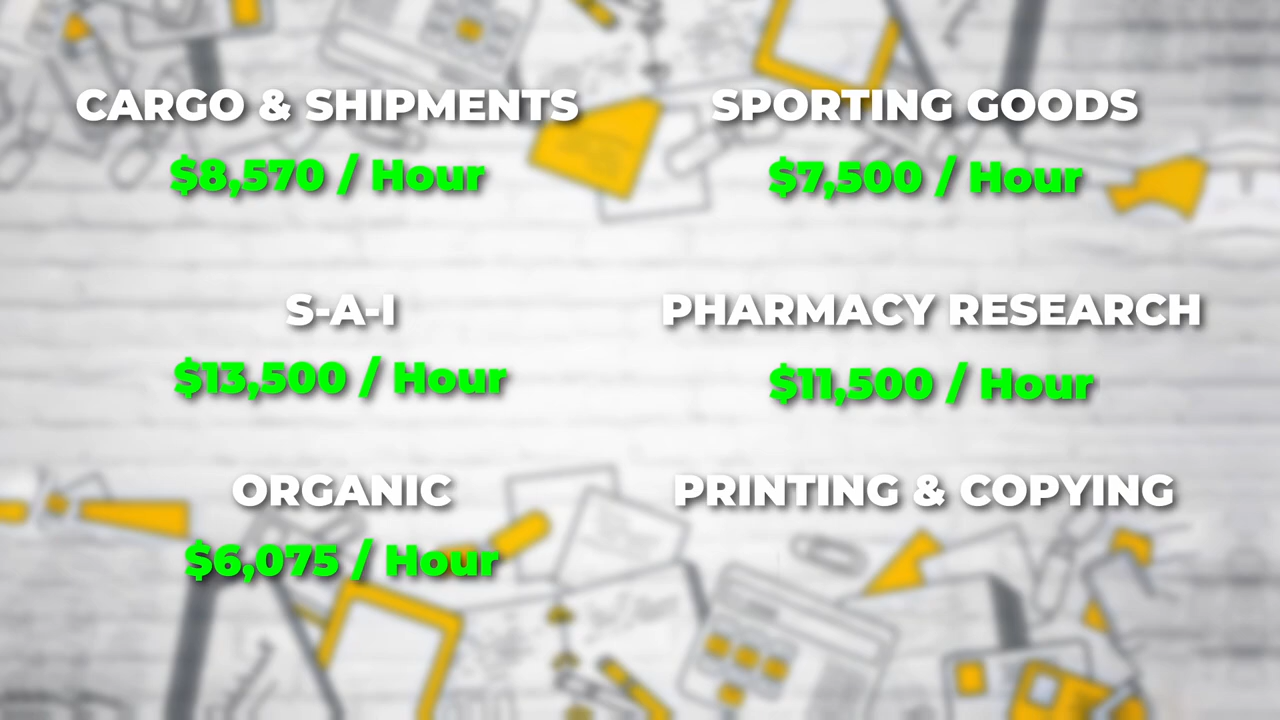 CARGO & SHIPMENTS
$8,570 / Hour
SPORTING GOODS
$7,500 / Hour
S-A-I
$13,500 / Hour
PHARMACY RESEARCH
$11,500 / Hour
ORGANIC
$6,075 / Hour
PRINTING & COPYING